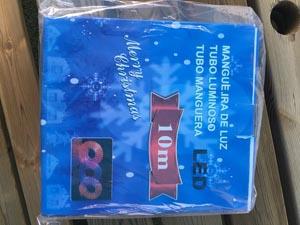 MANGUEIRA DE LUZ
TUBO LUMINOSO
TUBO MANGUERA
LED
10m
Merry
Christmas